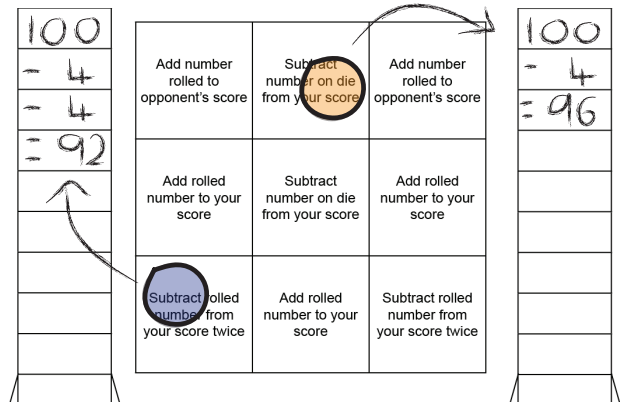 100
- 4
- 4
= 92
Add number
rolled to
opponent's score
Subtract
number on die
from your score
Add number
rolled to
opponent's score
Add rolled
number to your
score
Subtract
number on die
from your score
Add rolled
number to your
score
Subtract rolled
number from
your score twice
Add rolled
number to your
score
Subtract rolled
number from
your score twice
100
- 4
= 96